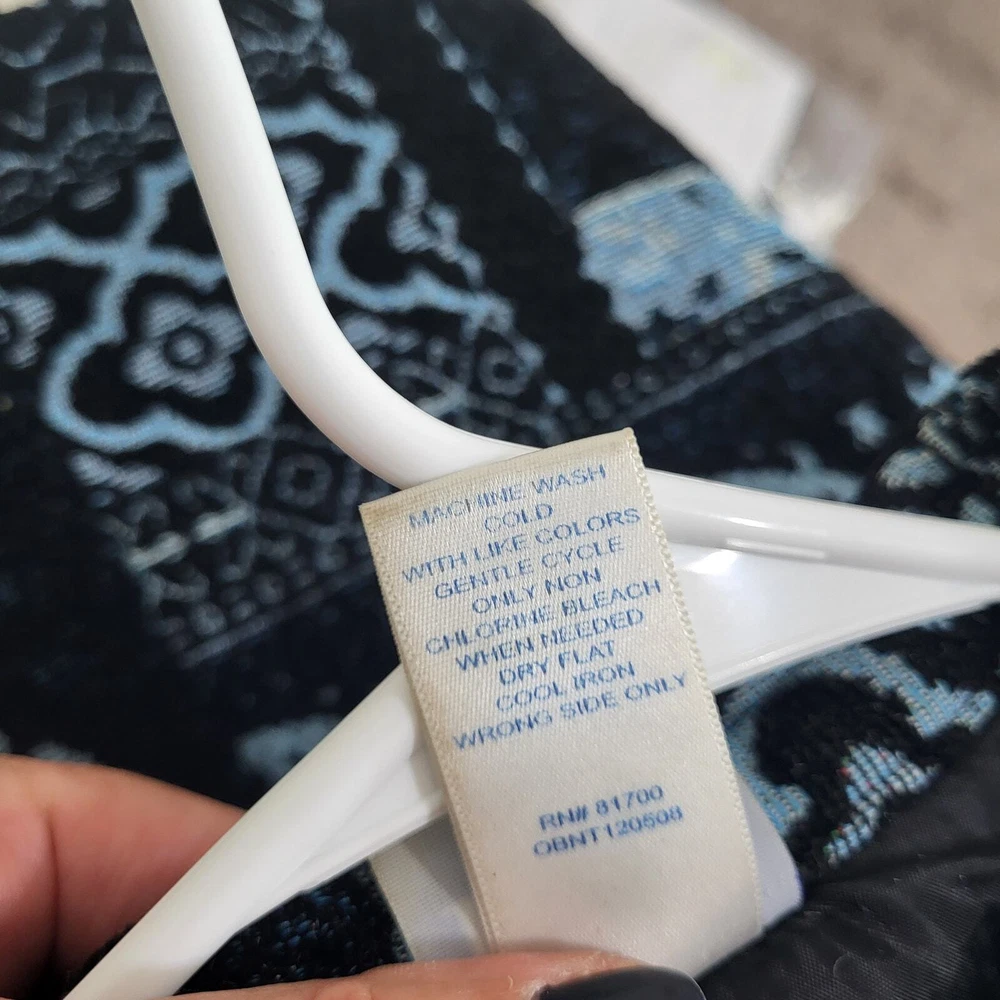 MACHINE WASH
COLD
WITH LIKE COLORS
GENTLE CYCLE
ONLY NON
CHLORINE BLEACH
WHEN NEEDED
DRY FLAT
COOL IRON
WRONG SIDE ONLY
RN# 81700
OBNT120508